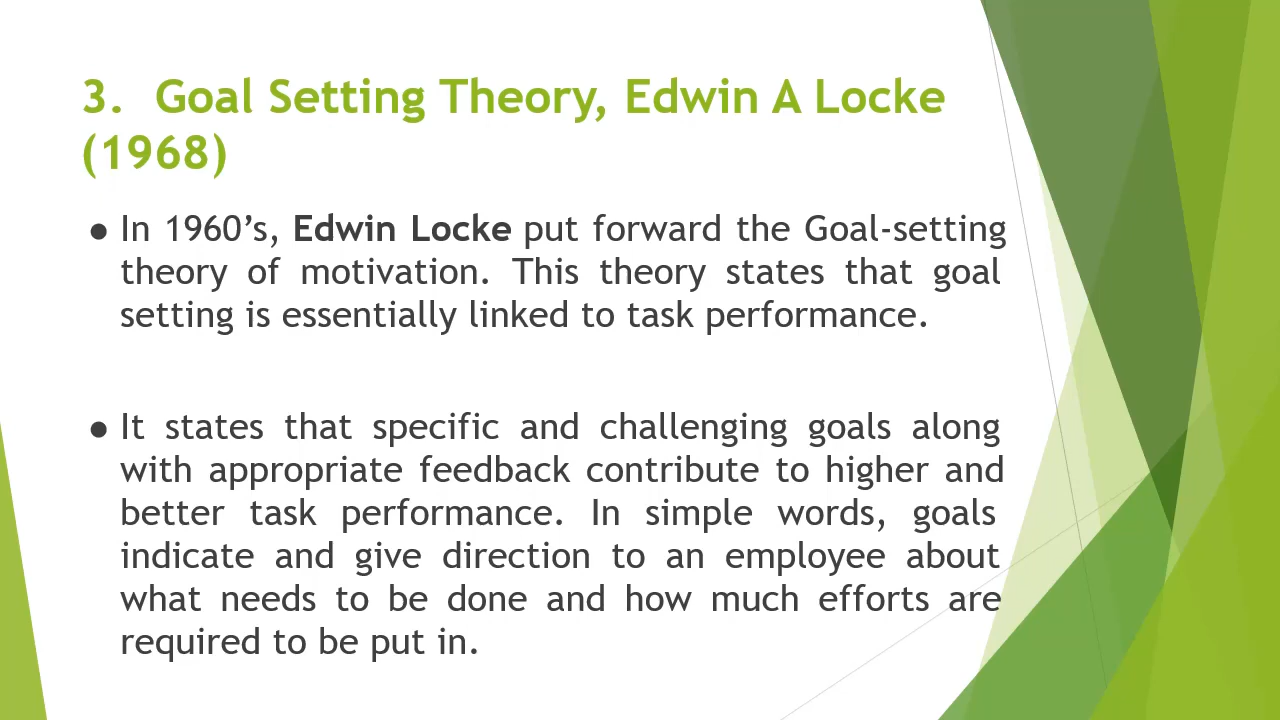 3. Goal Setting Theory, Edwin A Locke
(1968)
● In 1960’s, Edwin Locke put forward the Goal-setting
theory of motivation. This theory states that goal
setting is essentially linked to task performance.
● It states that specific and challenging goals along
with appropriate feedback contribute to higher and
better task performance. In simple words, goals
indicate and give direction to an employee about
what needs to be done and how much efforts are
required to be put in.